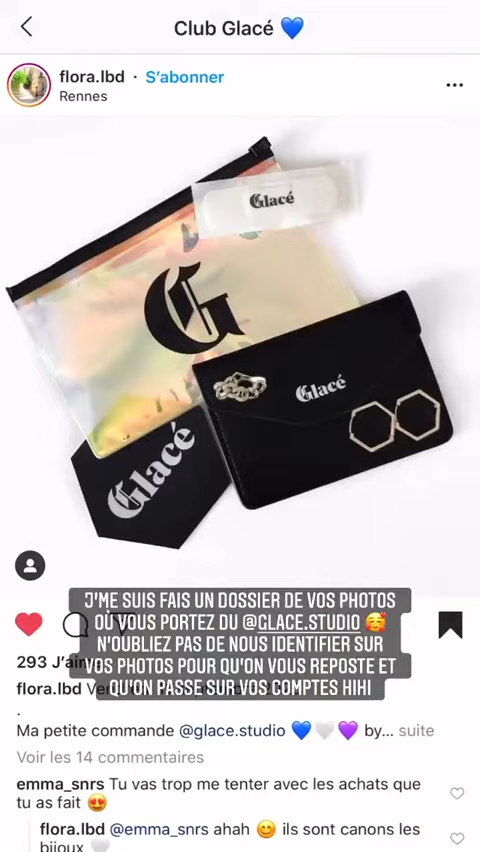 Club Glacé 💙
flora.lbd · S'abonner
Rennes
Glacé
G
Glacé
Glacé
J'ME SUIS FAIS UN DOSSIER DE VOS PHOTOS
OÙ VOUS PORTEZ DU @GLACE.STUDIO 🥰
N'OUBLIEZ PAS DE NOUS IDENTIFIER SUR
VOS PHOTOS POUR QU'ON VOUS REPOSTE ET
QU'ON PASSE SUR VOS COMPTES HIHI
293 J'aim
flora.lbd
.
Ma petite commande @glace.studio 💙🤍💜 by... suite
Voir les 14 commentaires
emma_snrs Tu vas trop me tenter avec les achats que
tu as fait 😍
flora.lbd @emma_snrs ahah 😊 ils sont canons les
bijoux 🤍